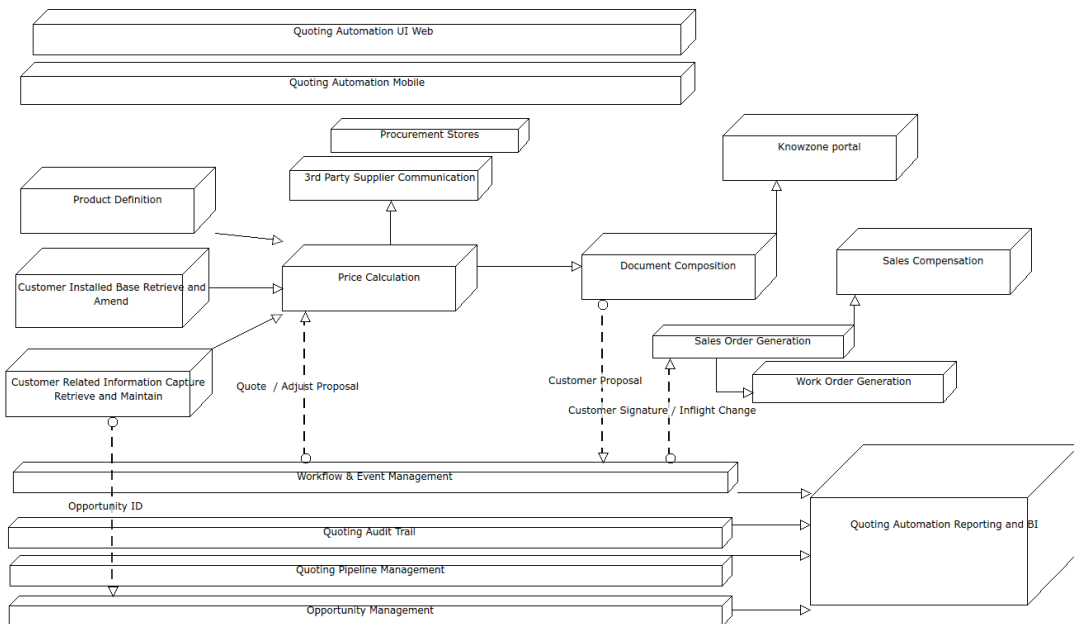 Quoting Automation UI Web
Quoting Automation Mobile
Procurement Stores
Knowzone portal
3rd Party Supplier Communication
Product Definition
Sales Compensation
Document Composition
Price Calculation
Customer Installed Base Retrieve and
Amend
Sales Order Generation
Customer Related Information Capture
Retrieve and Maintain
Quote / Adjust Proposal
Customer Proposal
Work Order Generation
Customer Signature / Inflight Change
Workflow & Event Management
Opportunity ID
Quoting Automation Reporting and BI
Quoting Audit Trail
Quoting Pipeline Management
Opportunity Management